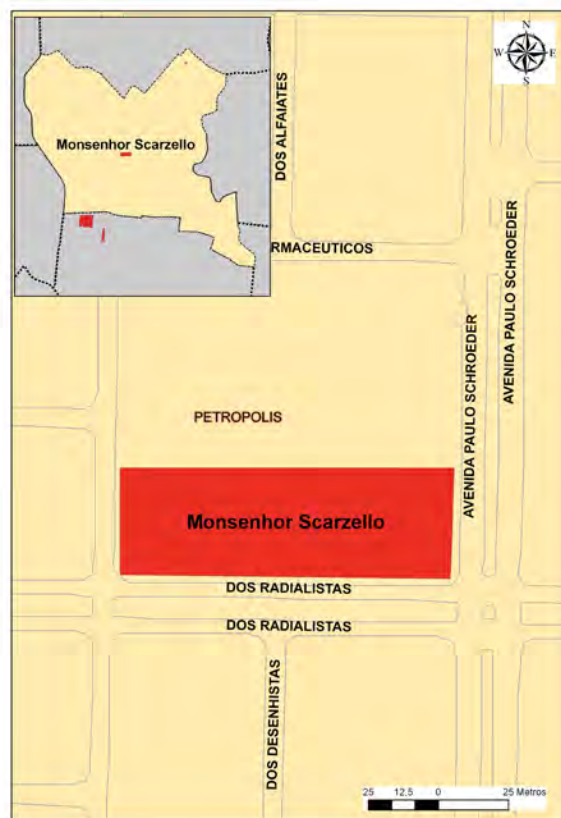 N
W E
S
Monsenhor Scarzello
DOS ALFAIATES
RMACEUTICOS
AVENIDA PAULO SCHROEDER
AVENIDA PAULO SCHROEDER
PETROPOLIS
Monsenhor Scarzello
DOS RADIALISTAS
DOS RADIALISTAS
DOS DESENHISTAS
25 12,5 0 25 Metros